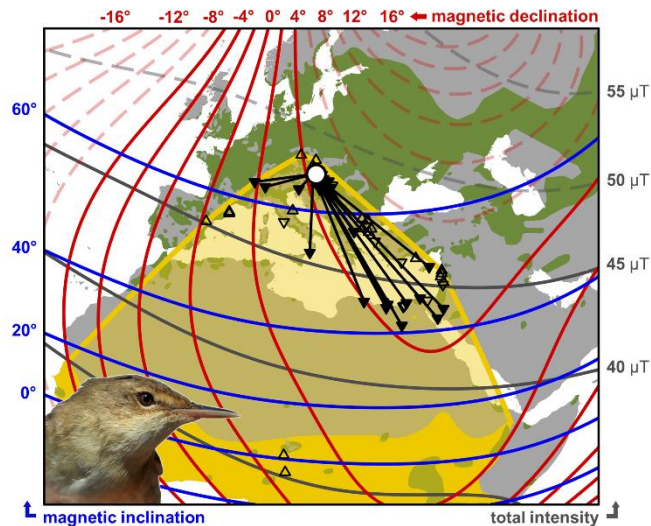 -16° -12° -8° -4° 0° 4° 8° 12° 16° magnetic declination
60°
40°
20°
0°
55 µT
50 µT
45 µT
40 µT
magnetic inclination
total intensity